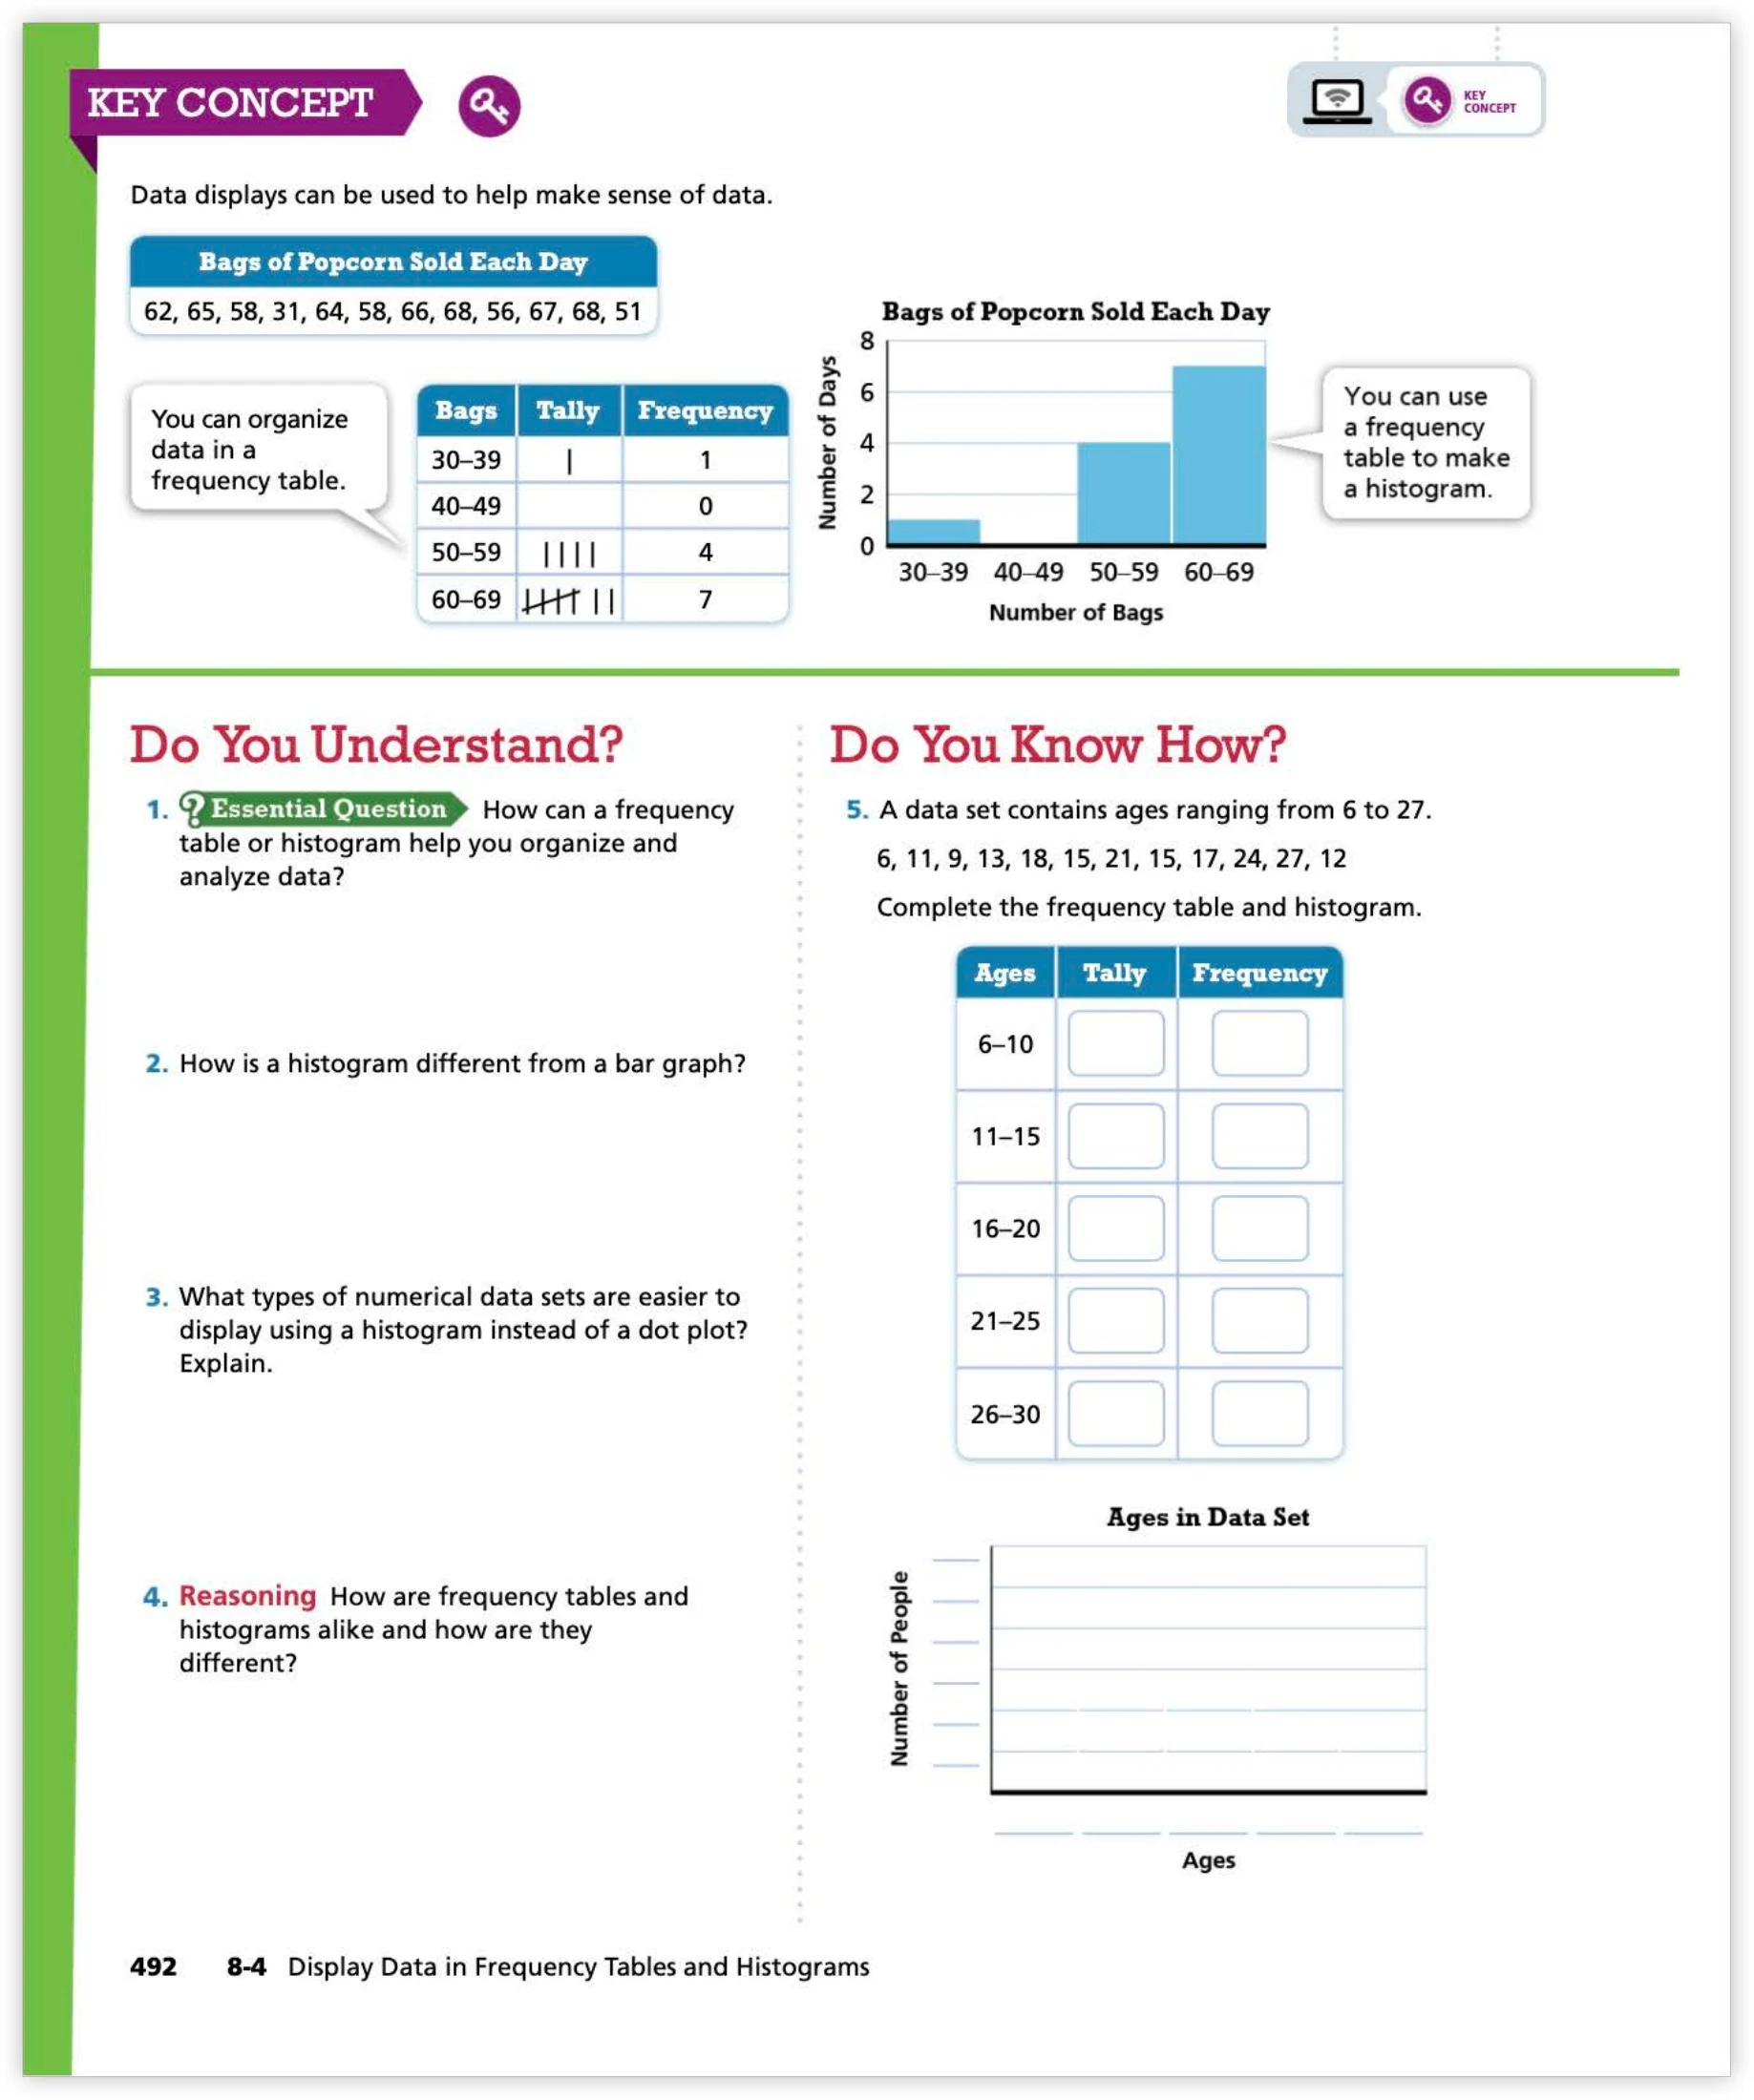 KEY CONCEPT
KEY
CONCEPT
Data displays can be used to help make sense of data.
Bags of Popcorn Sold Each Day
62, 65, 58, 31, 64, 58, 66, 68, 56, 67, 68, 51
You can organize
data in a
frequency table.
Bags Tally Frequency
30–39 | 1
40–49 0
50–59 |||| 4
60–69 |||| || 7
Bags of Popcorn Sold Each Day
Number of Days
8
6
4
2
0
30–39 40–49 50–59 60–69
Number of Bags
You can use
a frequency
table to make
a histogram.
Do You Understand?
1. ? Essential Question How can a frequency
table or histogram help you organize and
analyze data?
2. How is a histogram different from a bar graph?
3. What types of numerical data sets are easier to
display using a histogram instead of a dot plot?
Explain.
4. Reasoning How are frequency tables and
histograms alike and how are they
different?
Do You Know How?
5. A data set contains ages ranging from 6 to 27.
6, 11, 9, 13, 18, 15, 21, 15, 17, 24, 27, 12
Complete the frequency table and histogram.
Ages Tally Frequency
6–10
11–15
16–20
21–25
26–30
Ages in Data Set
Number of People
Ages
492 8-4 Display Data in Frequency Tables and Histograms